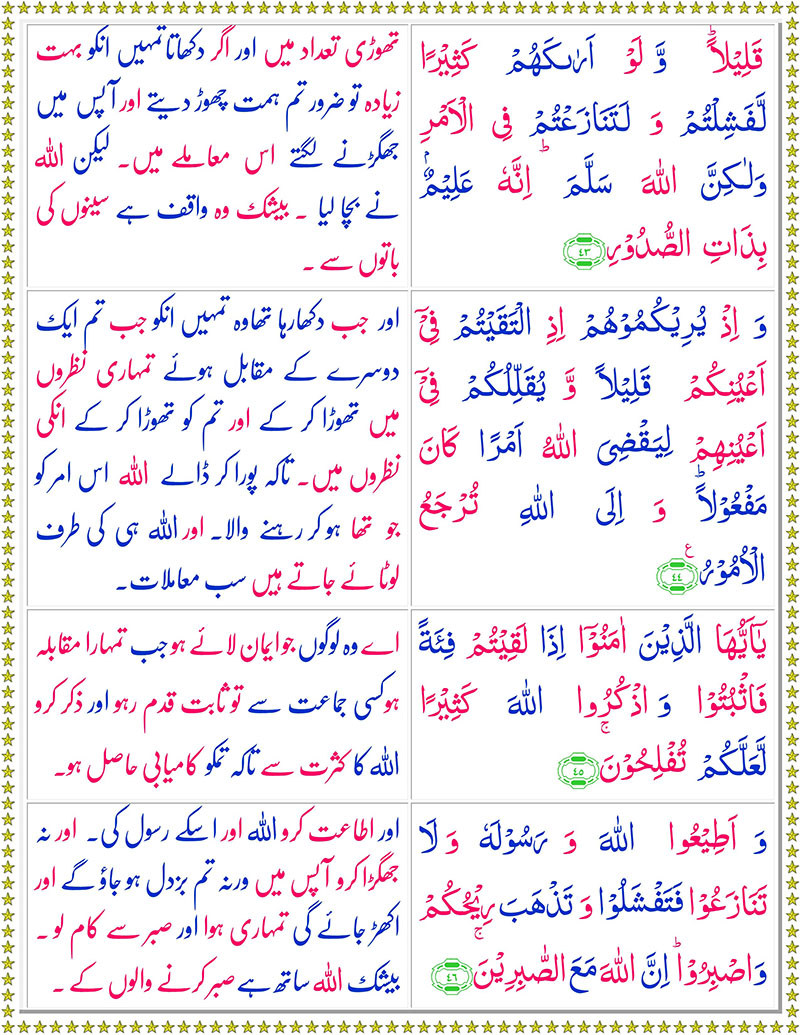 قَلِيْلًاؕ وَّ لَوْ اَرٰىكَهُمْ كَثِيْرًا
لَّفَشِلْتُمْ وَ لَتَنَازَعْتُمْ فِى الْاَمْرِ
وَلٰـكِنَّ اللّٰهَ سَلَّمَؕ اِنَّهٗ عَلِيْمٌۢ
بِذَاتِ الصُّدُوْرِ ﴿٤٣﴾
تھوڑی تعداد میں اور اگر دکھاتا تمہیں انکو بہت
زیادہ تو ضرور تم ہمت چھوڑ دیتے اور آپس میں
جھگڑنے لگتے اس معاملے میں۔ لیکن اللہ
نے بچا لیا ۔ بیشک وہ واقف ہے سینوں کی
باتوں سے ۔
وَ اِذْ يُرِيْكُمُوْهُمْ اِذِ الْتَقَيْتُمْ فِىْۤ
اَعْيُنِكُمْ قَلِيْلًا وَّ يُقَلِّلُكُمْ فِىْۤ
اَعْيُنِهِمْ لِيَقْضِىَ اللّٰهُ اَمْرًا كَانَ
مَفْعُوْلًاؕ وَ اِلَى اللّٰهِ تُرْجَعُ
الْاُمُوْرُ ﴿٤٤﴾ ع
اور جب دکھارہا تھاوہ تمہیں انکو جب تم ایک
دوسرے کے مقابل ہوئے تمہاری نظروں
میں تھوڑا کر کے اور تم کو تھوڑا کر کے انکی
نظروں میں۔ تاکہ پورا کر ڈالے اللہ اس امر کو
جو تھا ہو کر رہنے والا۔ اور اللہ ہی کی طرف
لوٹائے جاتے ہیں سب معاملات۔
يٰۤاَيُّهَا الَّذِيْنَ اٰمَنُوْۤا اِذَا لَقِيْتُمْ فِئَةً
فَاثْبُتُوْا وَ اذْكُرُوا اللّٰهَ كَثِيْرًا
لَّعَلَّكُمْ تُفْلِحُوْنَۚ ﴿٤٥﴾
اے وہ لوگوں جو ایمان لائے ہو جب تمہارا مقابلہ
ہو کسی جماعت سے تو ثابت قدم رہو اور ذکر کرو
اللہ کا کثرت سے تاکہ تمکو کامیابی حاصل ہو۔
وَ اَطِيْعُوا اللّٰهَ وَ رَسُوْلَهٗ وَ لَا
تَنَازَعُوْا فَتَفْشَلُوْا وَ تَذْهَبَ رِيْحُكُمْ
وَاصْبِرُوْاؕ اِنَّ اللّٰهَ مَعَ الصّٰبِرِيْنَۚ ﴿٤٦﴾
اور اطاعت کرو اللہ اور اسکے رسول کی۔ اور نہ
جھگڑا کرو آپس میں ورنہ تم بزدل ہو جاؤ گے اور
اکھڑ جائے گی تمہاری ہوا اور صبر سے کام لو ۔
بیشک اللہ ساتھ ہے صبر کرنے والوں کے ۔